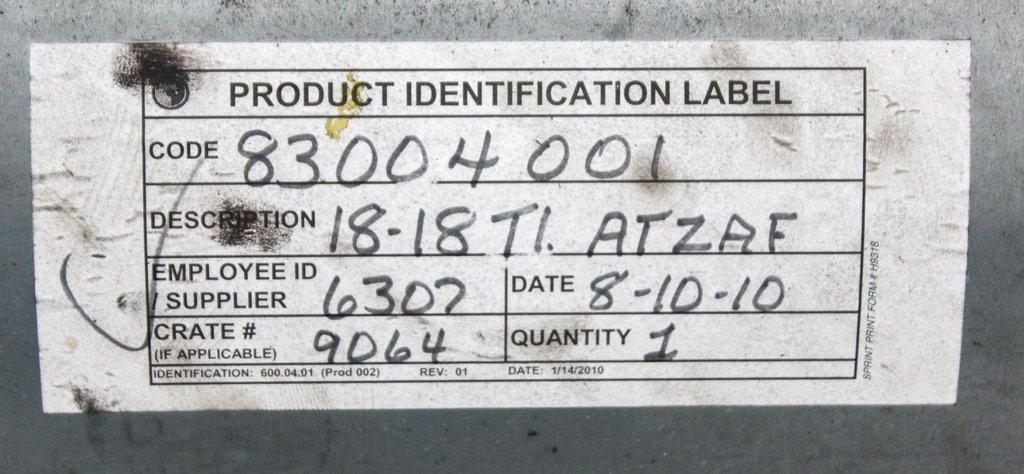 PRODUCT IDENTIFICATION LABEL
CODE 83004001
DESCRIPTION 18-18 TI. ATZAF
EMPLOYEE ID / SUPPLIER 6307
DATE 8-10-10
CRATE # (IF APPLICABLE) 9064
QUANTITY 1
IDENTIFICATION: 600.04.01 (Prod 002) REV: 01 DATE: 1/14/2010
SPRINT PRINT FORM # H9318